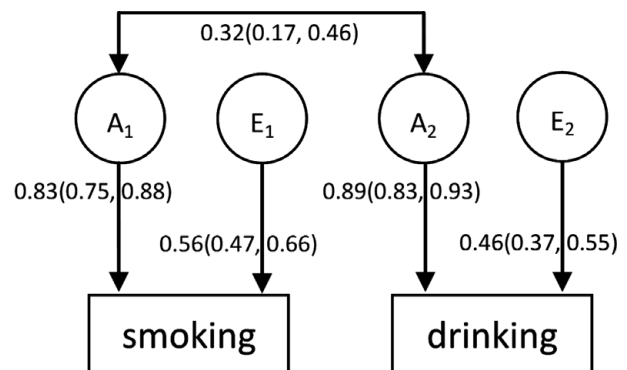 0.32(0.17, 0.46)
A₁ E₁ A₂ E₂
0.83(0.75, 0.88) 0.89(0.83, 0.93)
0.56(0.47, 0.66) 0.46(0.37, 0.55)
smoking drinking